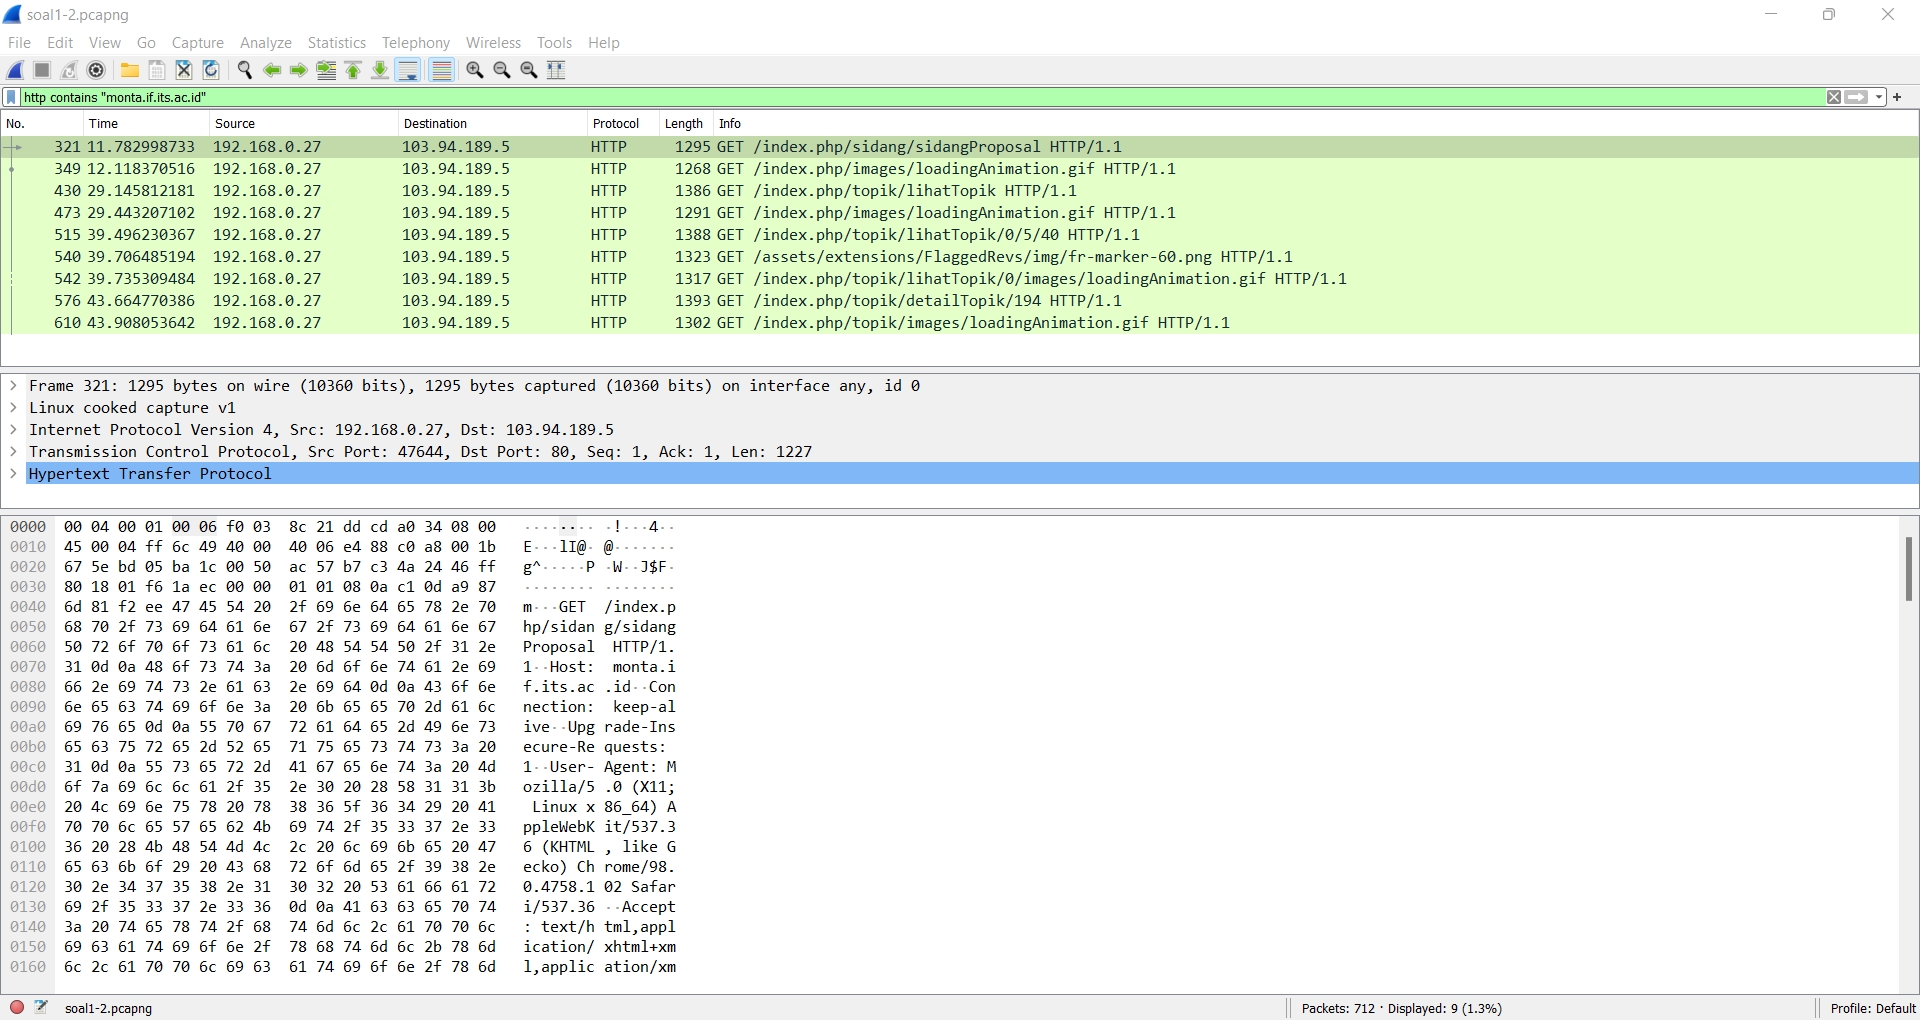 soal1-2.pcapng
File Edit View Go Capture Analyze Statistics Telephony Wireless Tools Help
http contains "monta.if.its.ac.id"
No. Time Source Destination Protocol Length Info
321 11.782998733 192.168.0.27 103.94.189.5 HTTP 1295 GET /index.php/sidang/sidangProposal HTTP/1.1
349 12.118370516 192.168.0.27 103.94.189.5 HTTP 1268 GET /index.php/images/loadingAnimation.gif HTTP/1.1
430 29.145812181 192.168.0.27 103.94.189.5 HTTP 1386 GET /index.php/topik/lihatTopik HTTP/1.1
473 29.443207102 192.168.0.27 103.94.189.5 HTTP 1291 GET /index.php/images/loadingAnimation.gif HTTP/1.1
515 39.496230367 192.168.0.27 103.94.189.5 HTTP 1388 GET /index.php/topik/lihatTopik/0/5/40 HTTP/1.1
540 39.706485194 192.168.0.27 103.94.189.5 HTTP 1323 GET /assets/extensions/FlaggedRevs/img/fr-marker-60.png HTTP/1.1
542 39.735309484 192.168.0.27 103.94.189.5 HTTP 1317 GET /index.php/topik/lihatTopik/0/images/loadingAnimation.gif HTTP/1.1
576 43.664770386 192.168.0.27 103.94.189.5 HTTP 1393 GET /index.php/topik/detailTopik/194 HTTP/1.1
610 43.908053642 192.168.0.27 103.94.189.5 HTTP 1302 GET /index.php/topik/images/loadingAnimation.gif HTTP/1.1
Frame 321: 1295 bytes on wire (10360 bits), 1295 bytes captured (10360 bits) on interface any, id 0
Linux cooked capture v1
Internet Protocol Version 4, Src: 192.168.0.27, Dst: 103.94.189.5
Transmission Control Protocol, Src Port: 47644, Dst Port: 80, Seq: 1, Ack: 1, Len: 1227
Hypertext Transfer Protocol
0000 00 04 00 01 00 06 f0 03 8c 21 dd cd a0 34 08 00 ········ ·!···4··
0010 45 00 04 ff 6c 49 40 00 40 06 e4 88 c0 a8 00 1b E···lI@· @·······
0020 67 5e bd 05 ba 1c 00 50 ac 57 b7 c3 4a 24 46 ff g^·····P ·W··J$F·
0030 80 18 01 f6 1a ec 00 00 01 01 08 0a c1 0d a9 87 ········ ········
0040 6d 81 f2 ee 47 45 54 20 2f 69 6e 64 65 78 2e 70 m···GET /index.p
0050 68 70 2f 73 69 64 61 6e 67 2f 73 69 64 61 6e 67 hp/sidan g/sidang
0060 50 72 6f 70 6f 73 61 6c 20 48 54 54 50 2f 31 2e Proposal HTTP/1.
0070 31 0d 0a 48 6f 73 74 3a 20 6d 6f 6e 74 61 2e 69 1··Host: monta.i
0080 66 2e 69 74 73 2e 61 63 2e 69 64 0d 0a 43 6f 6e f.its.ac .id··Con
0090 6e 65 63 74 69 6f 6e 3a 20 6b 65 65 70 2d 61 6c nection: keep-al
00a0 69 76 65 0d 0a 55 70 67 72 61 64 65 2d 49 6e 73 ive··Upg rade-Ins
00b0 65 63 75 72 65 2d 52 65 71 75 65 73 74 73 3a 20 ecure-Re quests:
00c0 31 0d 0a 55 73 65 72 2d 41 67 65 6e 74 3a 20 4d 1··User- Agent: M
00d0 6f 7a 69 6c 6c 61 2f 35 2e 30 20 28 58 31 31 3b ozilla/5 .0 (X11;
00e0 20 4c 69 6e 75 78 20 78 38 36 5f 36 34 29 20 41 Linux x 86_64) A
00f0 70 70 6c 65 57 65 62 4b 69 74 2f 35 33 37 2e 33 ppleWebK it/537.3
0100 36 20 28 4b 48 54 4d 4c 2c 20 6c 69 6b 65 20 47 6 (KHTML , like G
0110 65 63 6b 6f 29 20 43 68 72 6f 6d 65 2f 39 38 2e ecko) Ch rome/98.
0120 30 2e 34 37 35 38 2e 31 30 32 20 53 61 66 61 72 0.4758.1 02 Safar
0130 69 2f 35 33 37 2e 33 36 0d 0a 41 63 63 65 70 74 i/537.36 ··Accept
0140 3a 20 74 65 78 74 2f 68 74 6d 6c 2c 61 70 70 6c : text/h tml,appl
0150 69 63 61 74 69 6f 6e 2f 78 68 74 6d 6c 2b 78 6d ication/ xhtml+xm
0160 6c 2c 61 70 70 6c 69 63 61 74 69 6f 6e 2f 78 6d l,applic ation/xm
soal1-2.pcapng Packets: 712 · Displayed: 9 (1.3%) Profile: Default